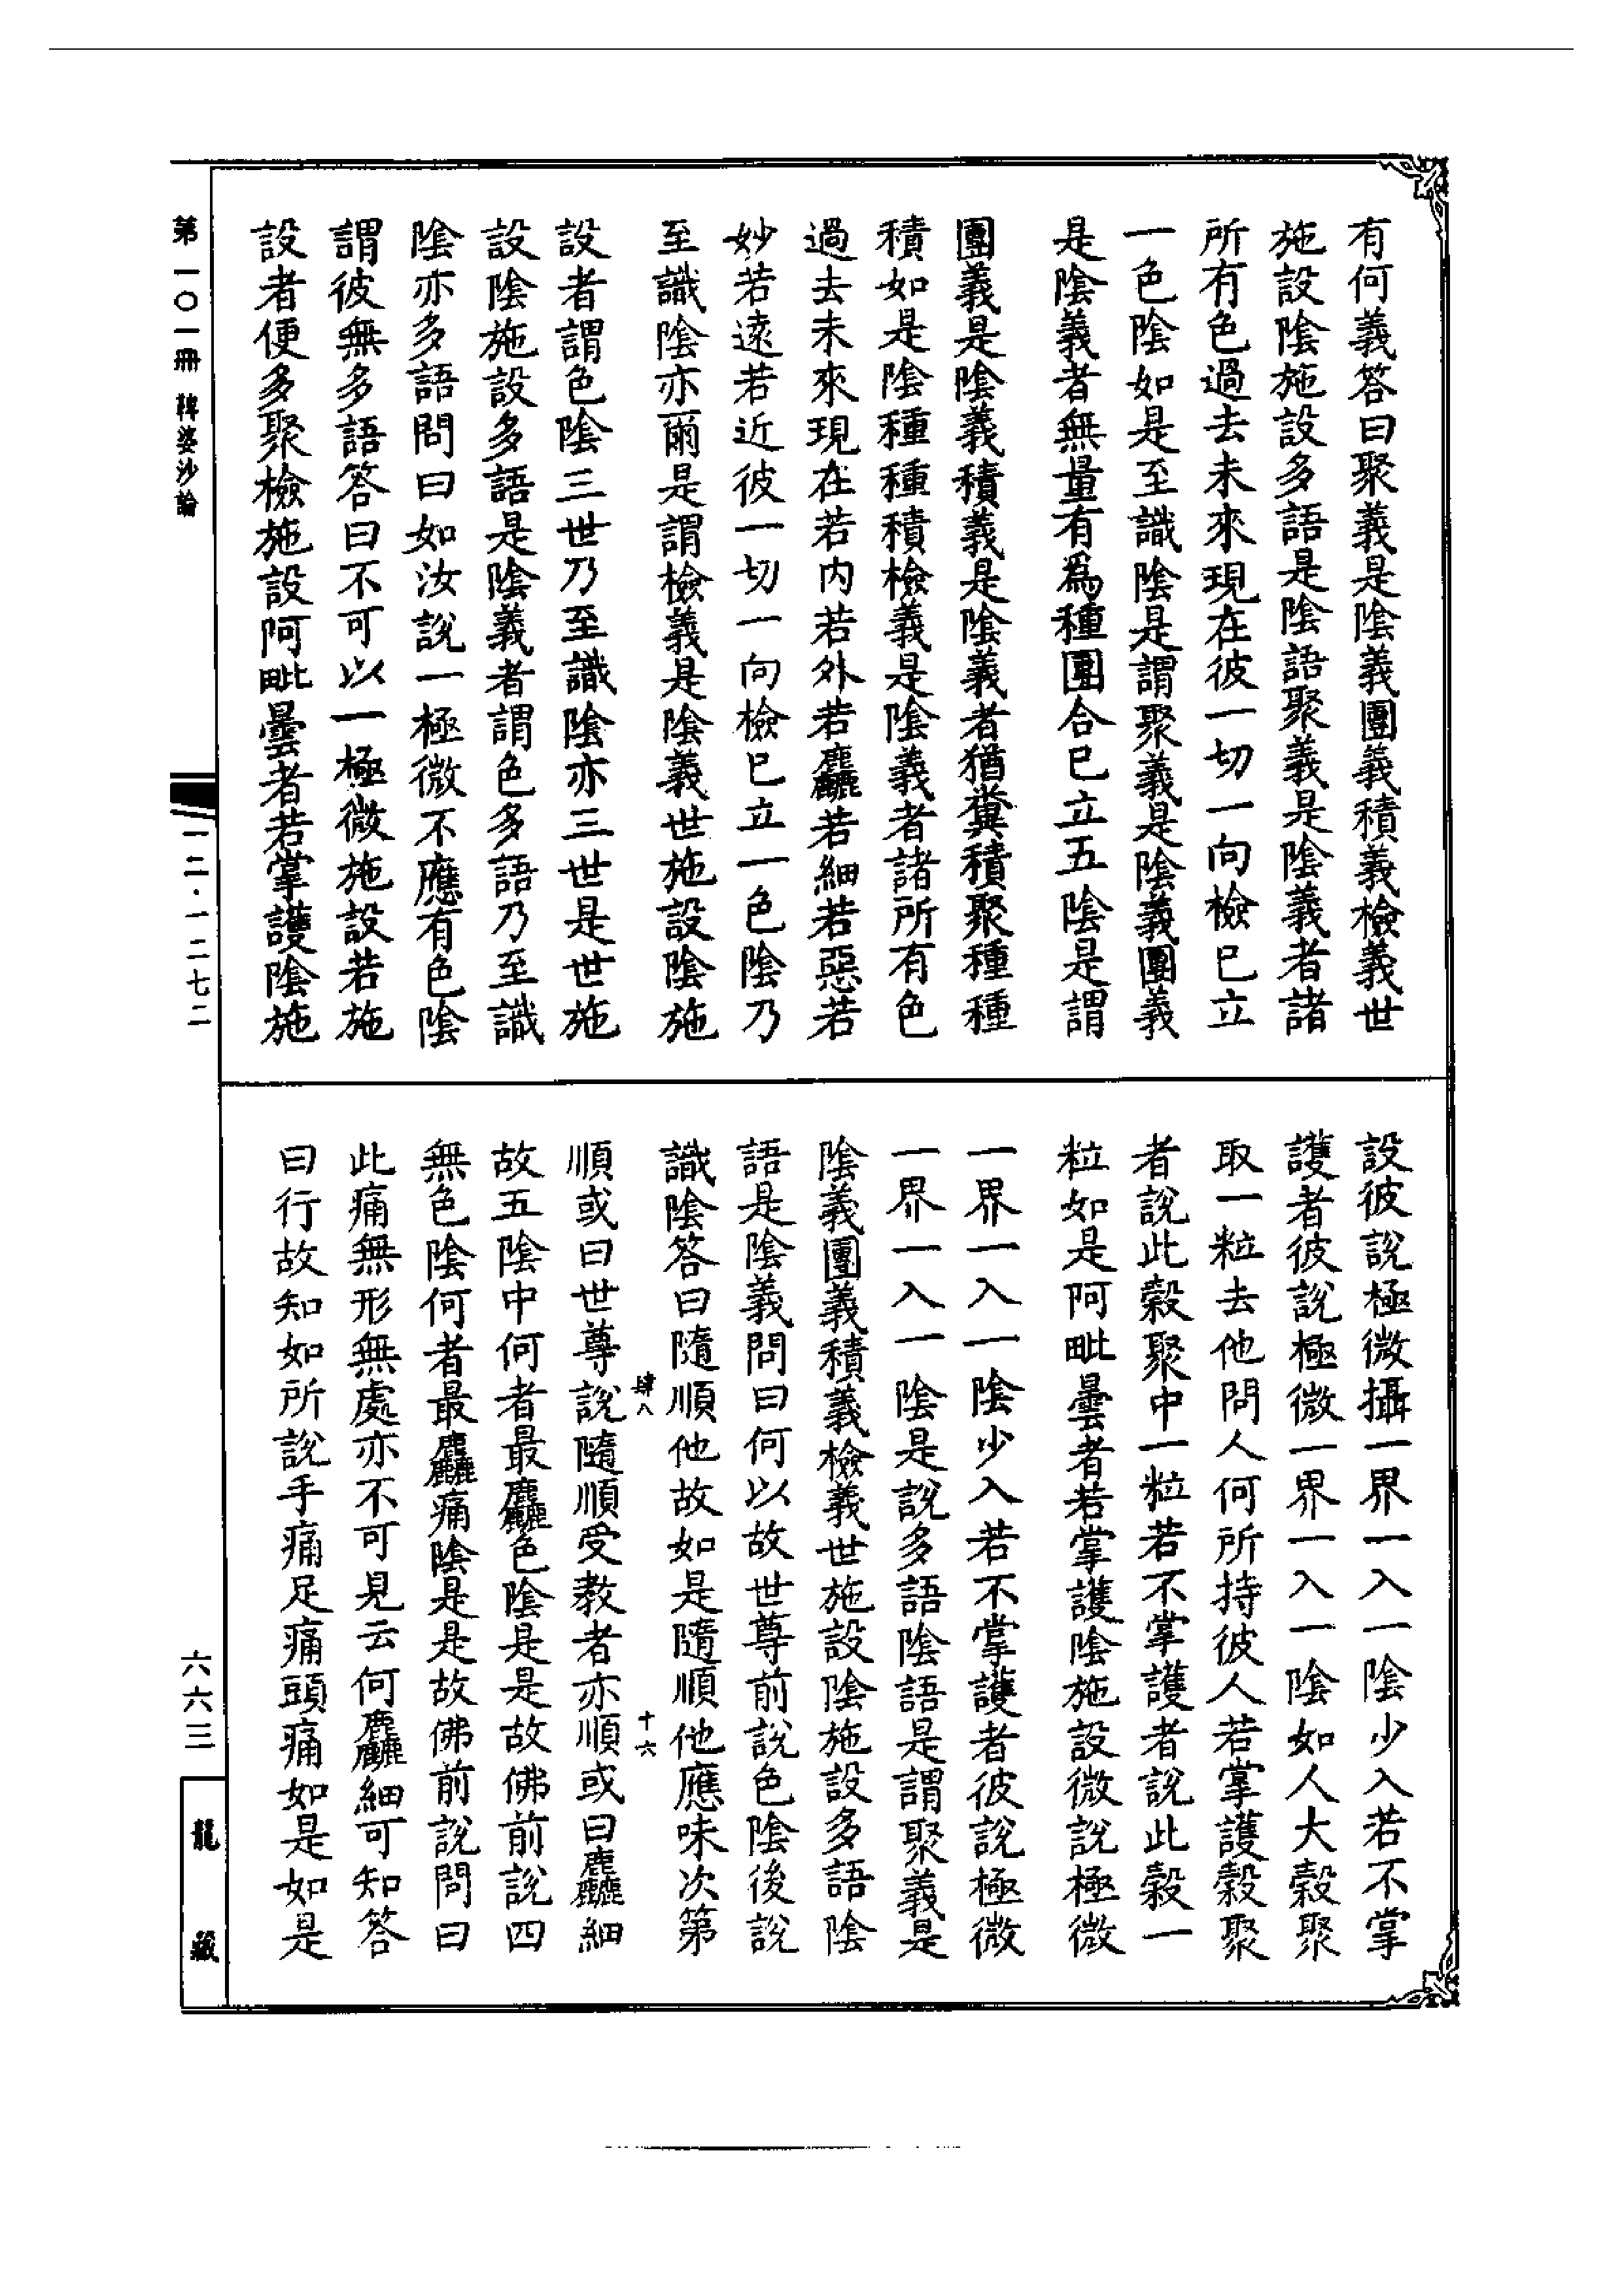 有何義答曰聚義是陰義團義積義檢義世
施設陰施設多語是陰語聚義是陰義者諸
所有色過去未來現在彼一切一向檢已立
一色陰如是至識陰是謂聚義是陰義團義
是陰義者無量有為種團合已立五陰是謂
團義是陰義積義是陰義者猶糞積聚種種
積如是陰種種積檢義是陰義者諸所有色
過去未來現在若内若外若麤若細若惡若
妙若遠若近彼一切一向檢已立一色陰乃
至識陰亦爾是謂檢義是陰義世施設陰施
設者謂色陰三世乃至識陰亦三世是世施
設陰施設多語是陰義者謂色多語乃至識
陰亦多語問曰如汝說一極微不應有色陰
謂彼無多語答曰不可以一極微施設若施
設者便多聚檢施設阿毗曇者若掌護陰施
設彼說極微攝一界一入一陰少入若不掌
護者彼說極微一界一入一陰如人大穀聚
取一粒去他問人何所持彼人若掌護穀聚
者說此穀聚中一粒若不掌護者說此穀一
粒如是阿毗曇者若掌護陰施設微說極微
一界一入一陰少入若不掌護者彼說極微
一界一入一陰是說多語陰語是謂聚義是
陰義團義積義檢義世施設陰施設多語陰
語是陰義問曰何以故世尊前說色陰後說
識陰答曰隨順他故如是隨順他應味次第
肆八 十六
順或曰世尊說隨順受教者亦順或曰麤細
故五陰中何者最麤色陰是是故佛前說四
無色陰何者最麤痛陰是是故佛前說問曰
此痛無形無處亦不可見云何麤細可知答
曰行故知如所說手痛足痛頭痛如是如是
第一〇一冊 鞞婆沙論
一二·一二七二
六六三
龍藏